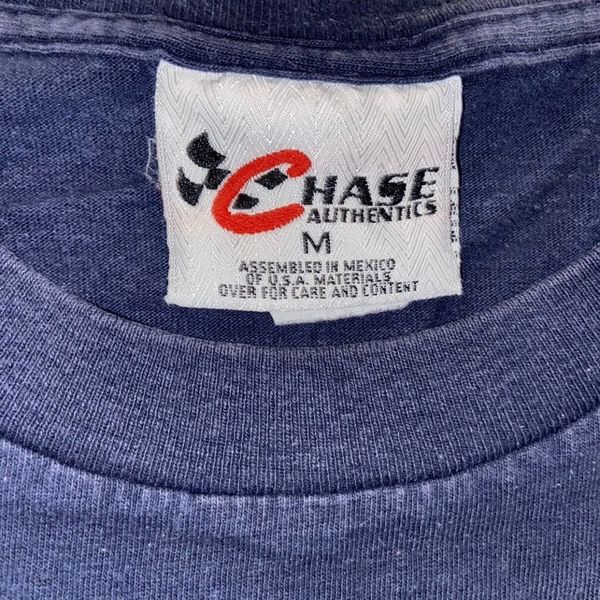 CHASE
AUTHENTICS
M
ASSEMBLED IN MEXICO
OF U.S.A. MATERIALS
OVER FOR CARE AND CONTENT